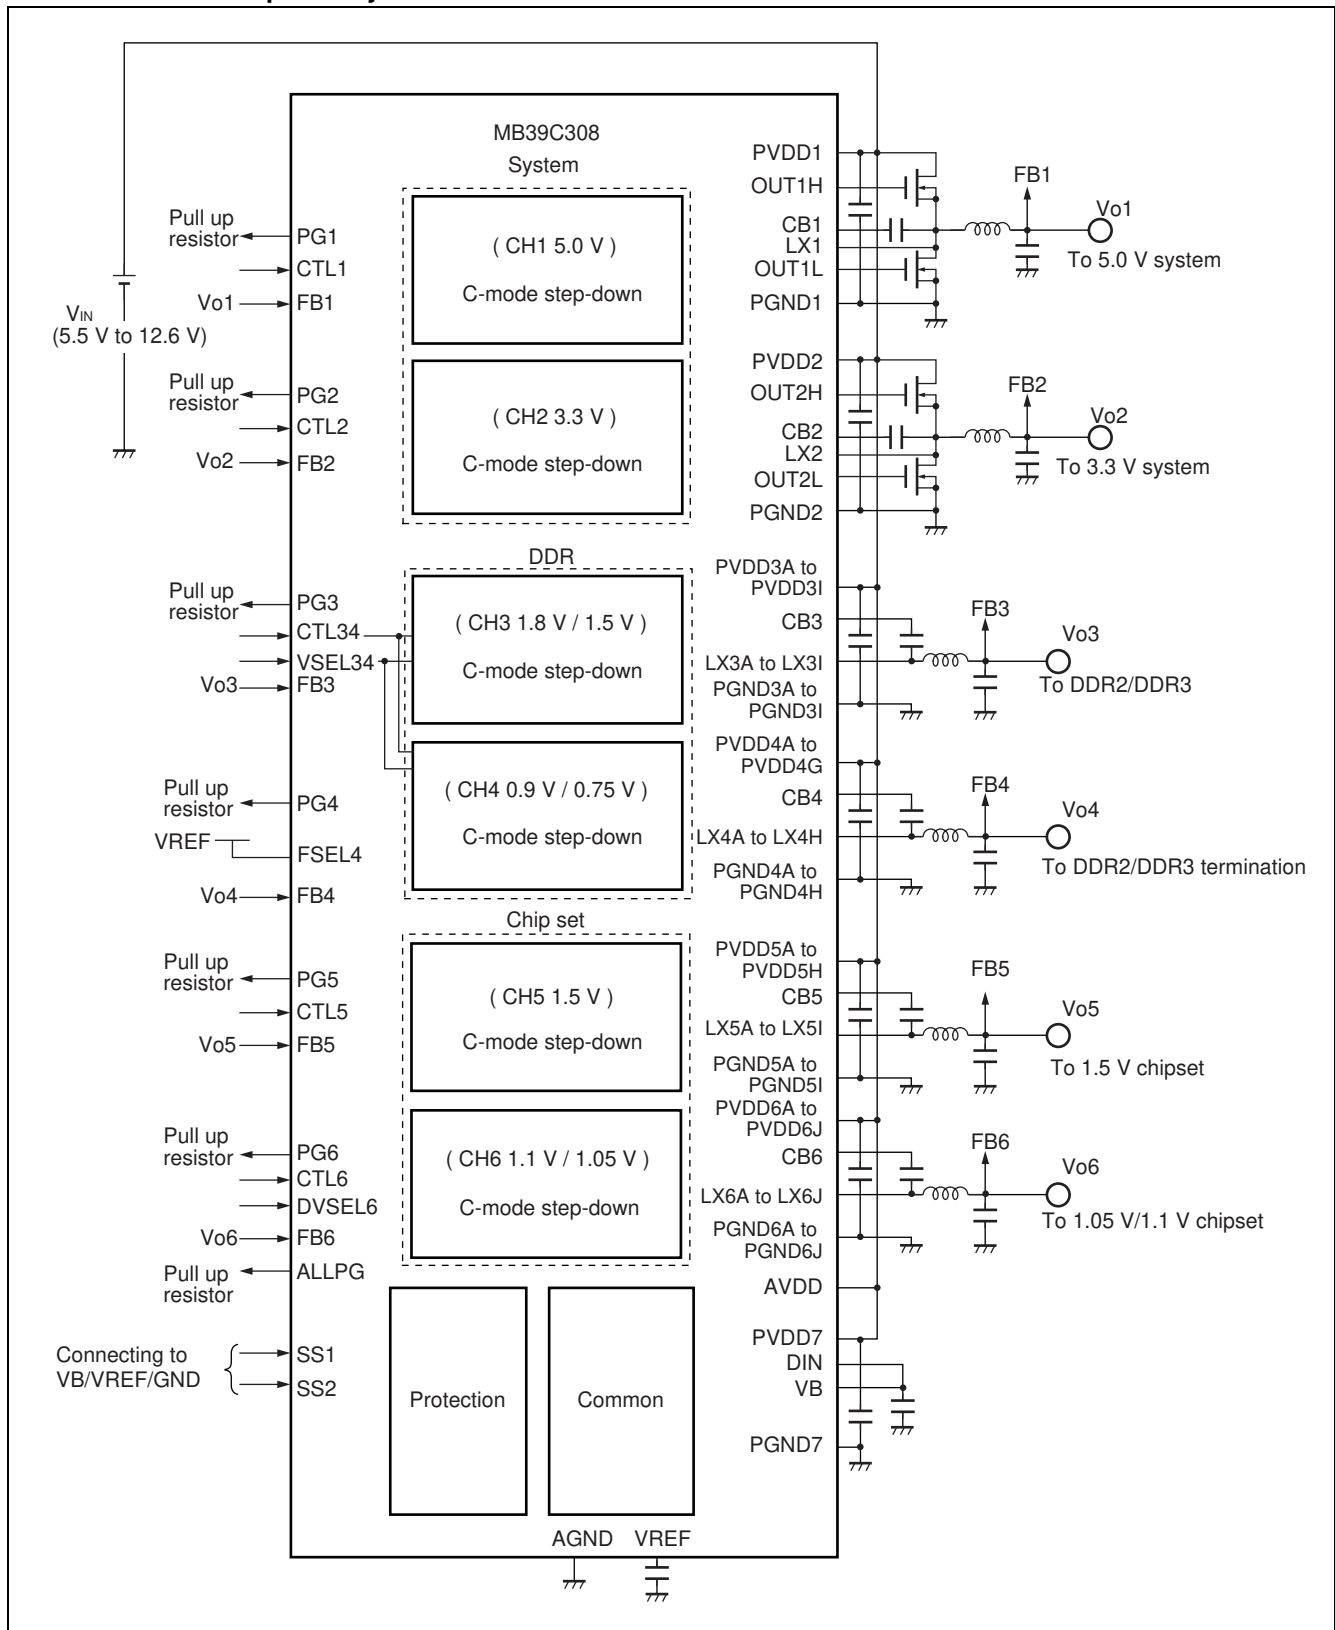 MB39C308
System
( CH1 5.0 V )
C-mode step-down
( CH2 3.3 V )
C-mode step-down
DDR
( CH3 1.8 V / 1.5 V )
C-mode step-down
( CH4 0.9 V / 0.75 V )
C-mode step-down
Chip set
( CH5 1.5 V )
C-mode step-down
( CH6 1.1 V / 1.05 V )
C-mode step-down
Protection
Common
AGND
VREF
VIN
(5.5 V to 12.6 V)
Pull up
resistor
PG1
CTL1
Vo1
FB1
Pull up
resistor
PG2
CTL2
Vo2
FB2
Pull up
resistor
PG3
CTL34
VSEL34
Vo3
FB3
Pull up
resistor
PG4
VREF
FSEL4
Vo4
FB4
Pull up
resistor
PG5
CTL5
Vo5
FB5
Pull up
resistor
PG6
CTL6
DVSEL6
Vo6
FB6
Pull up
resistor
ALLPG
Connecting to
VB/VREF/GND
SS1
SS2
PVDD1
OUT1H
CB1
LX1
OUT1L
PGND1
FB1
Vo1
To 5.0 V system
PVDD2
OUT2H
CB2
LX2
OUT2L
PGND2
FB2
Vo2
To 3.3 V system
PVDD3A to
PVDD3I
CB3
LX3A to LX3I
PGND3A to
PGND3I
FB3
Vo3
To DDR2/DDR3
PVDD4A to
PVDD4G
CB4
LX4A to LX4H
PGND4A to
PGND4H
FB4
Vo4
To DDR2/DDR3 termination
PVDD5A to
PVDD5H
CB5
LX5A to LX5I
PGND5A to
PGND5I
FB5
Vo5
To 1.5 V chipset
PVDD6A to
PVDD6J
CB6
LX6A to LX6J
PGND6A to
PGND6J
FB6
Vo6
To 1.05 V/1.1 V chipset
AVDD
PVDD7
DIN
VB
PGND7